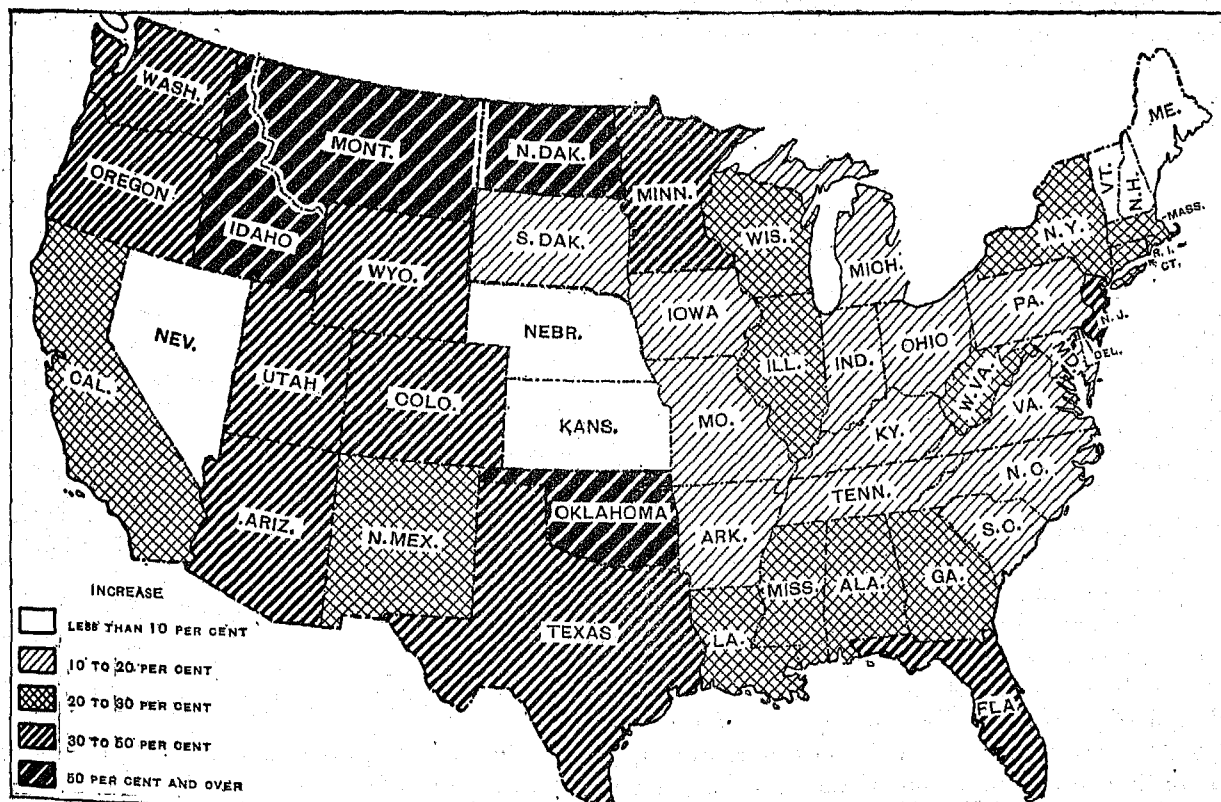 WASH.
MONT.
N. DAK.
MINN.
ME.
OREGON.
IDAHO
S. DAK.
WIS.
MICH.
N.Y.
VT.
N.H.
MASS.
R. I.
CT.
WYO.
IOWA
PA.
N. J.
NEV.
NEBR.
ILL.
IND.
OHIO
DEL.
MD.
CAL.
UTAH
COLO.
KANS.
MO.
W. VA.
VA.
KY.
N. C.
TENN.
ARIZ.
N. MEX.
OKLAHOMA
ARK.
S. C.
MISS.
ALA.
GA.
TEXAS
LA.
FLA.
INCREASE
LESS THAN 10 PER CENT
10 TO 20 PER CENT
20 TO 30 PER CENT
30 TO 50 PER CENT
50 PER CENT AND OVER